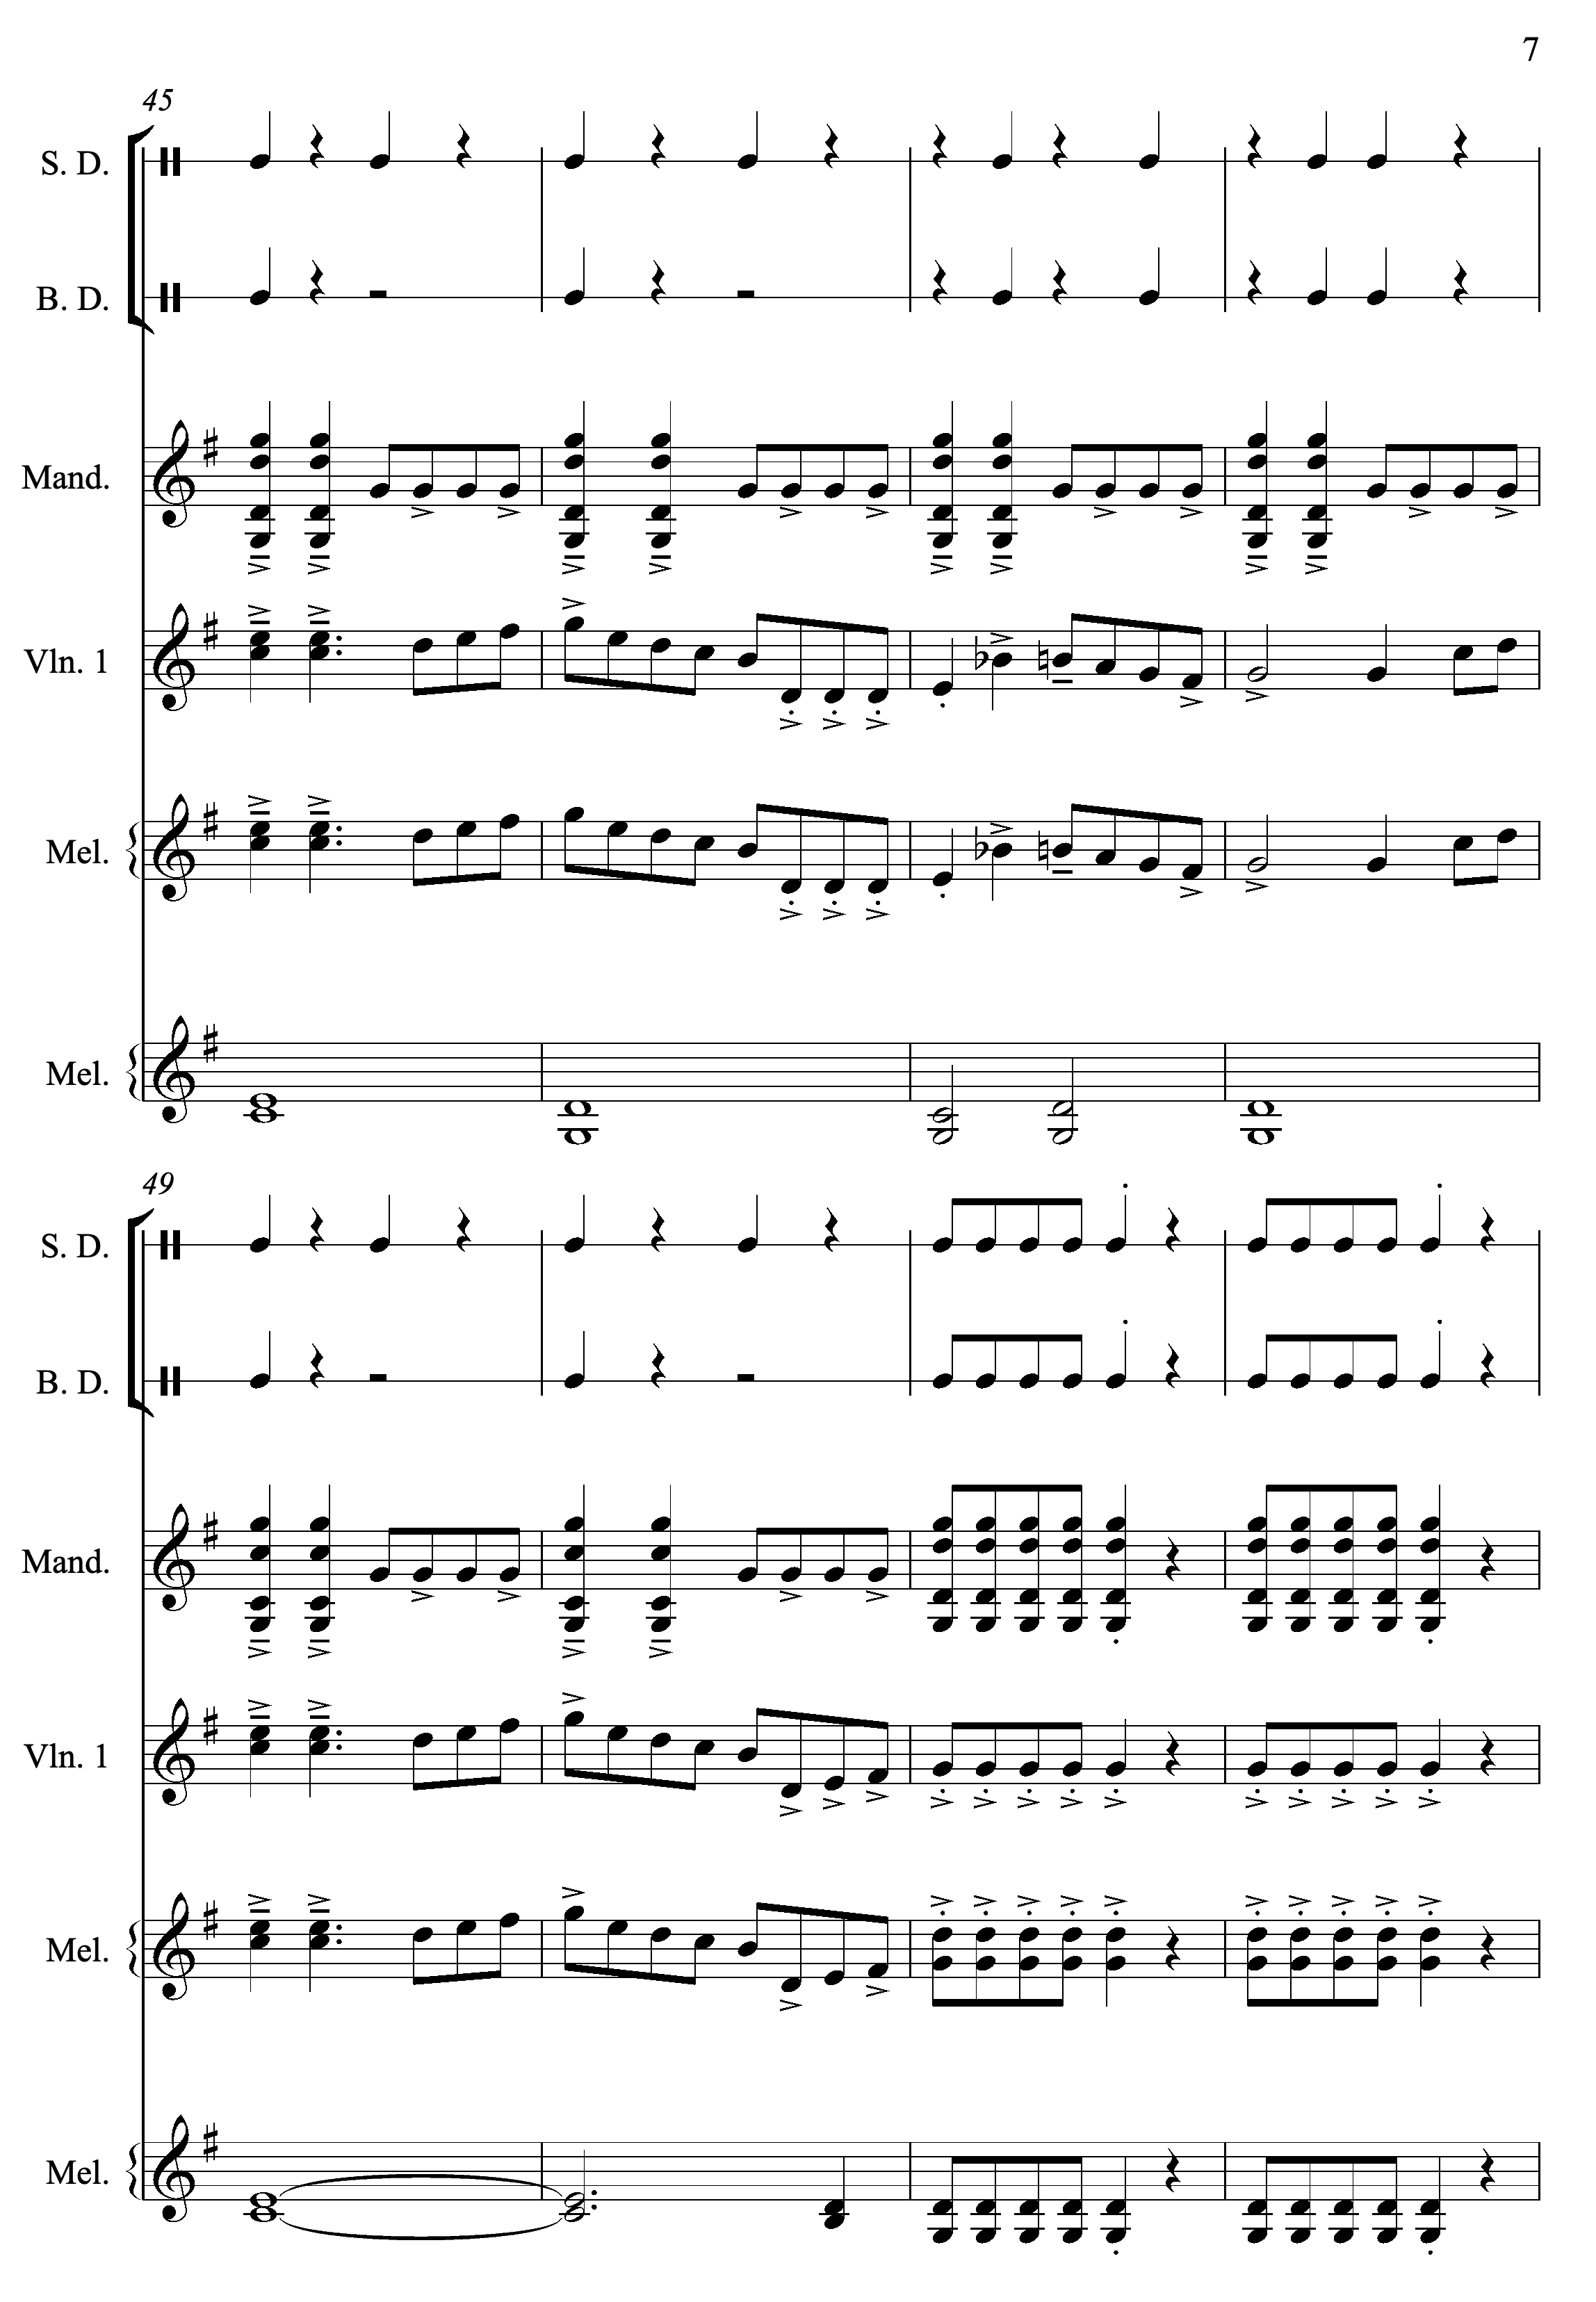 7
45
S. D.
B. D.
Mand.
Vln. 1
Mel.
Mel.
49
S. D.
B. D.
Mand.
Vln. 1
Mel.
Mel.